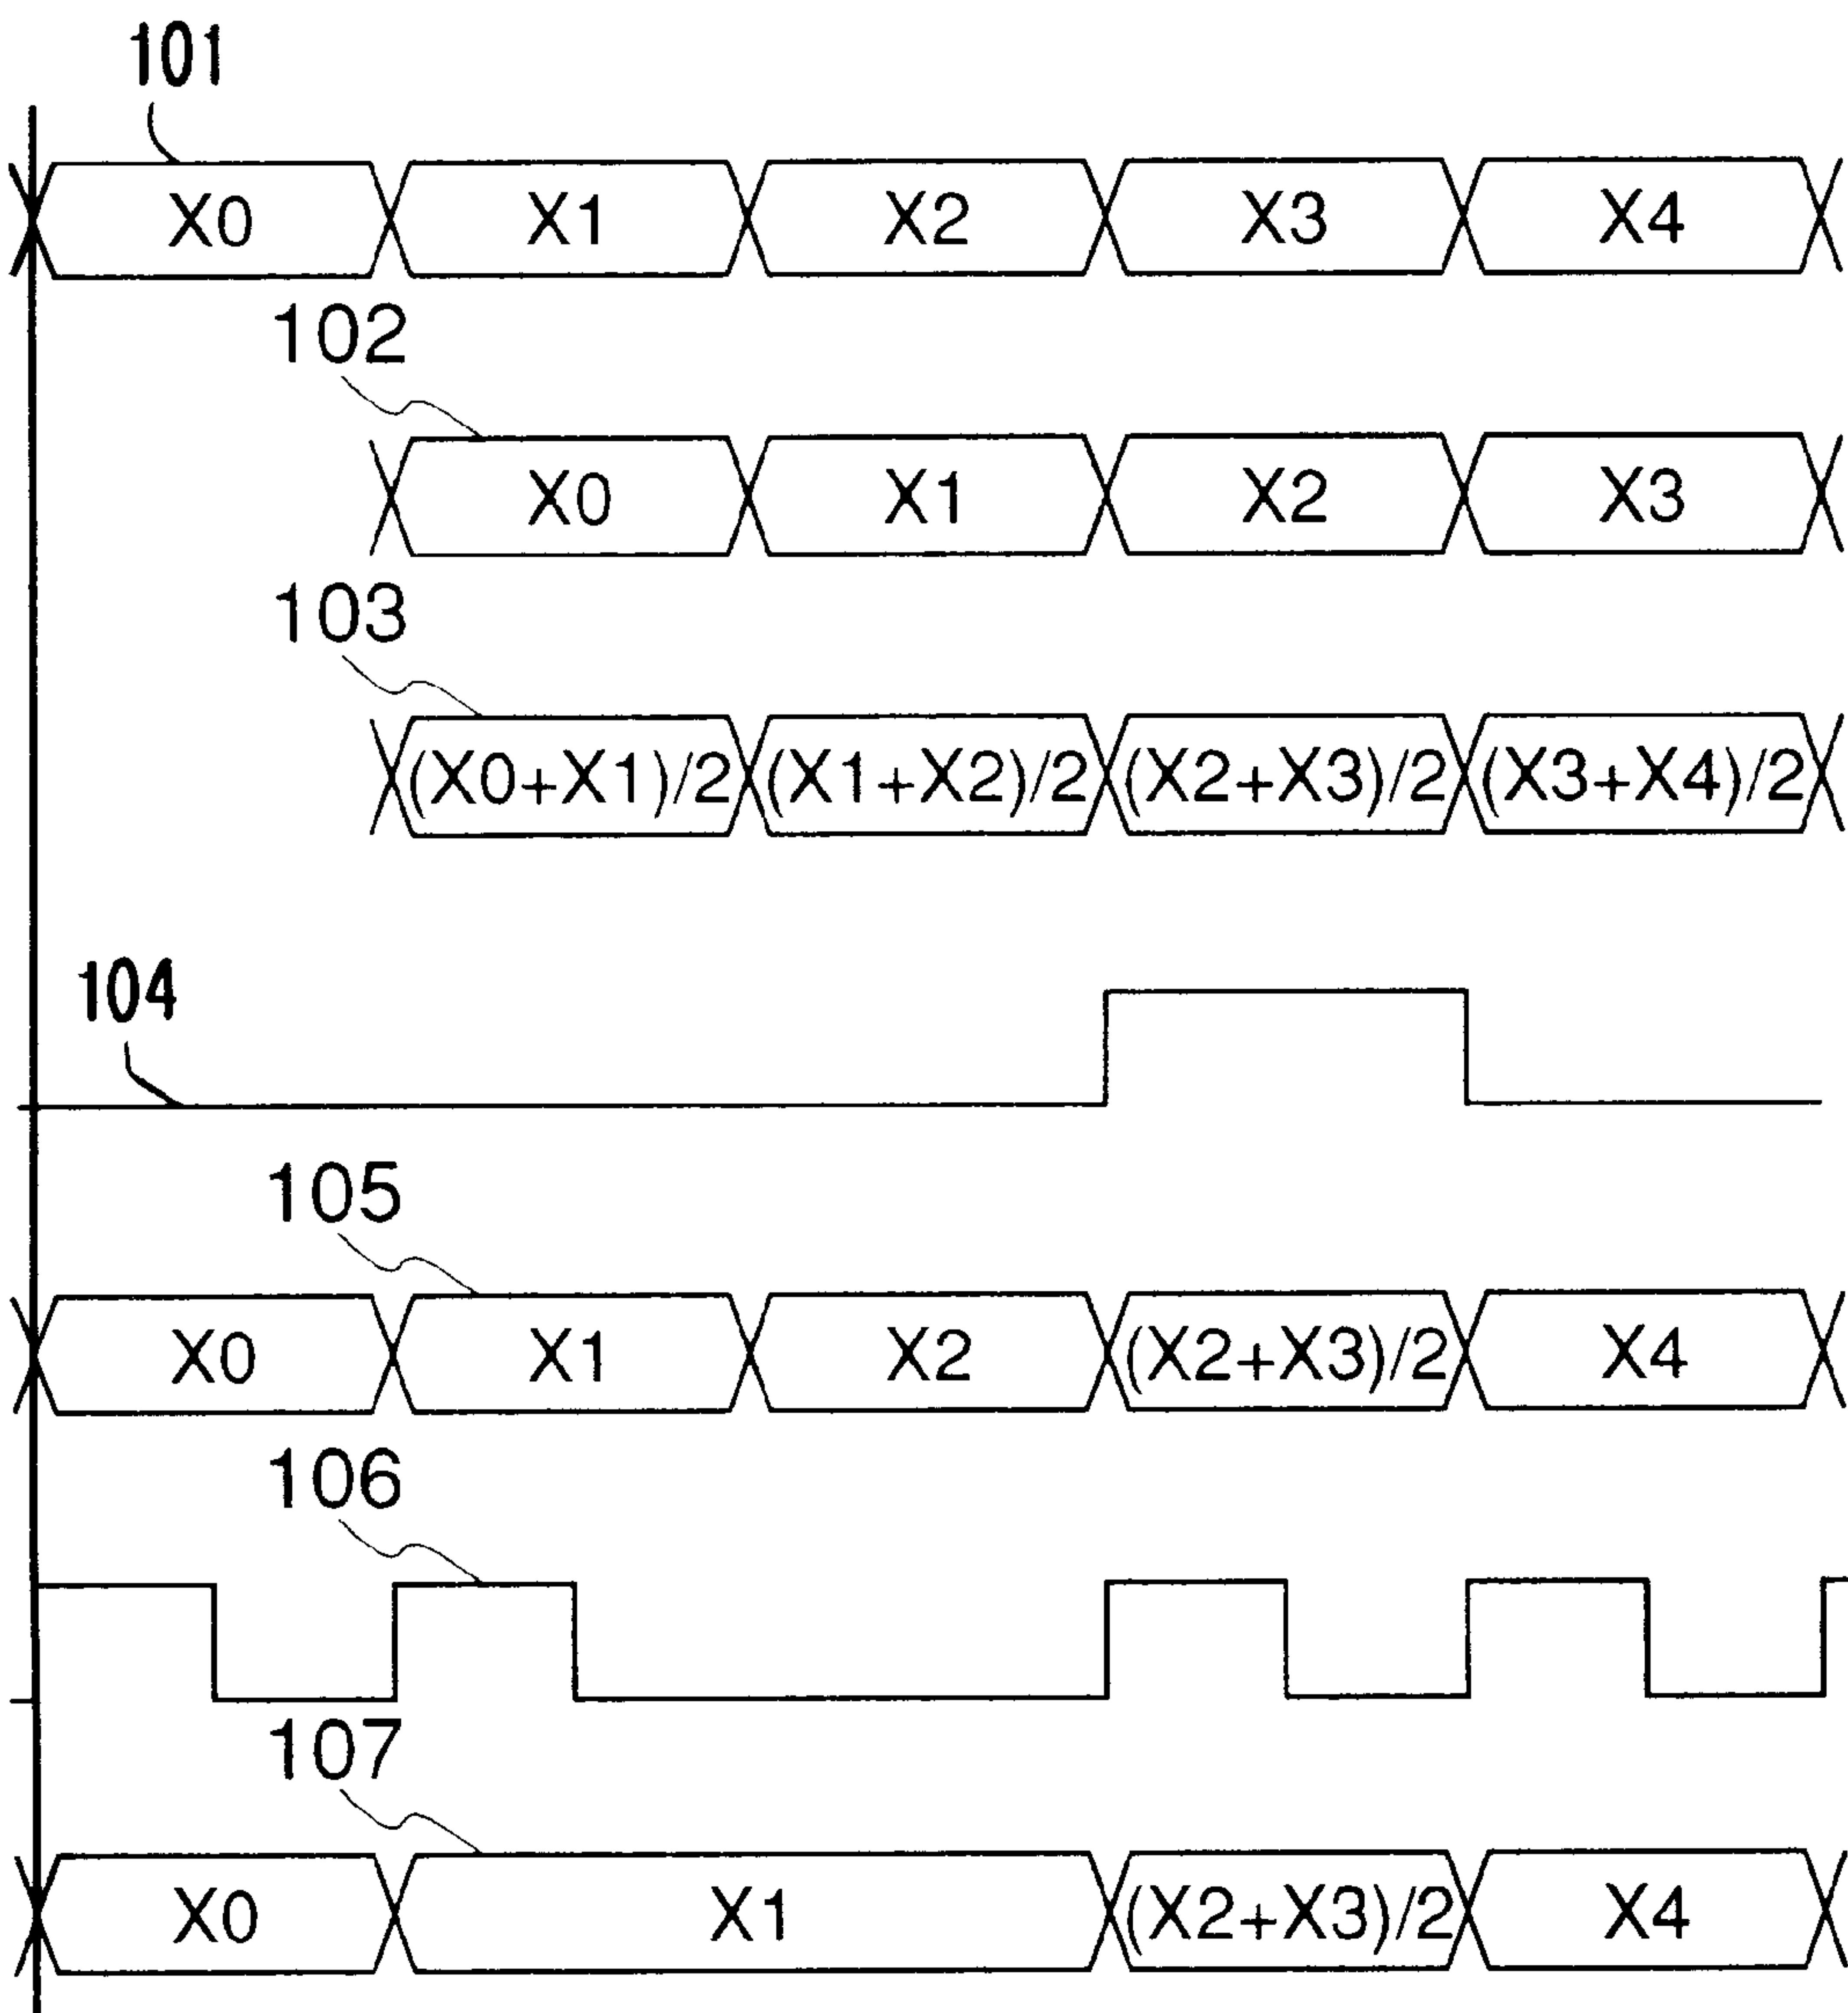 101
X0 X1 X2 X3 X4
102
X0 X1 X2 X3
103
(X0+X1)/2 (X1+X2)/2 (X2+X3)/2 (X3+X4)/2
104
105
X0 X1 X2 (X2+X3)/2 X4
106
107
X0 X1 (X2+X3)/2 X4